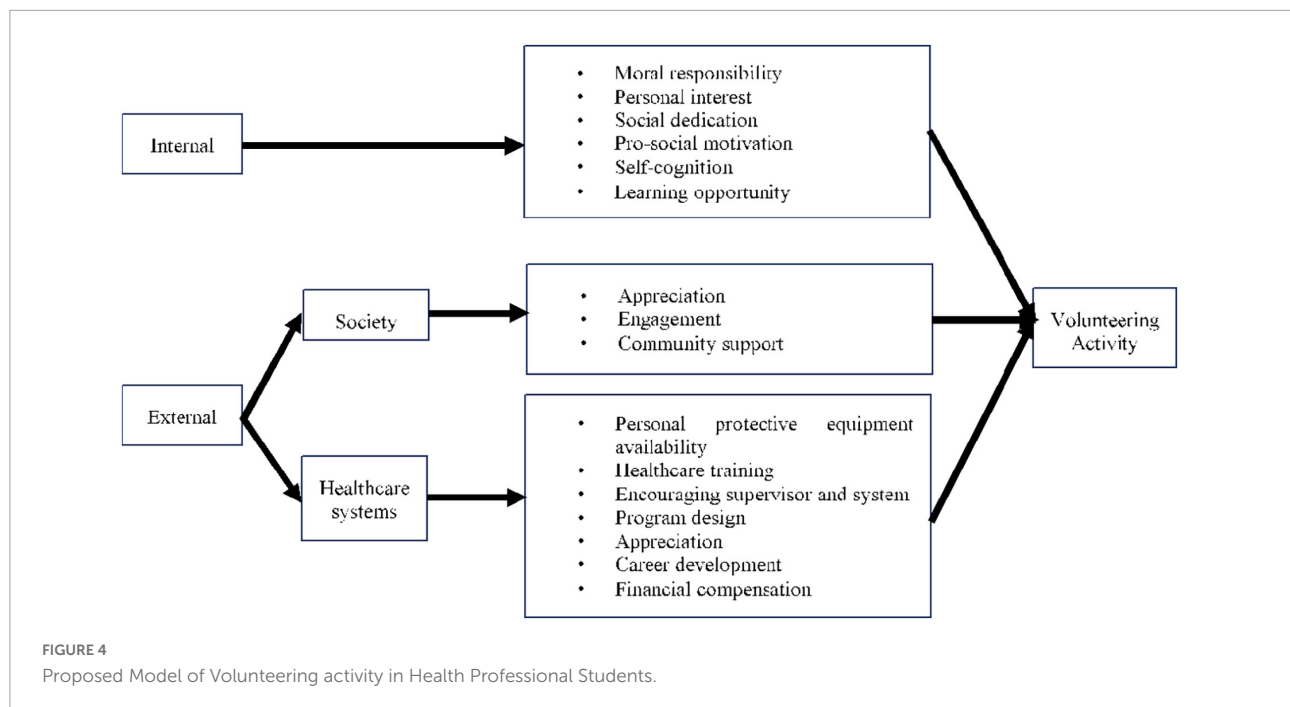 Internal
• Moral responsibility
• Personal interest
• Social dedication
• Pro-social motivation
• Self-cognition
• Learning opportunity
External
Society
• Appreciation
• Engagement
• Community support
Healthcare
systems
• Personal protective equipment
availability
• Healthcare training
• Encouraging supervisor and system
• Program design
• Appreciation
• Career development
• Financial compensation
Volunteering
Activity
FIGURE 4
Proposed Model of Volunteering activity in Health Professional Students.